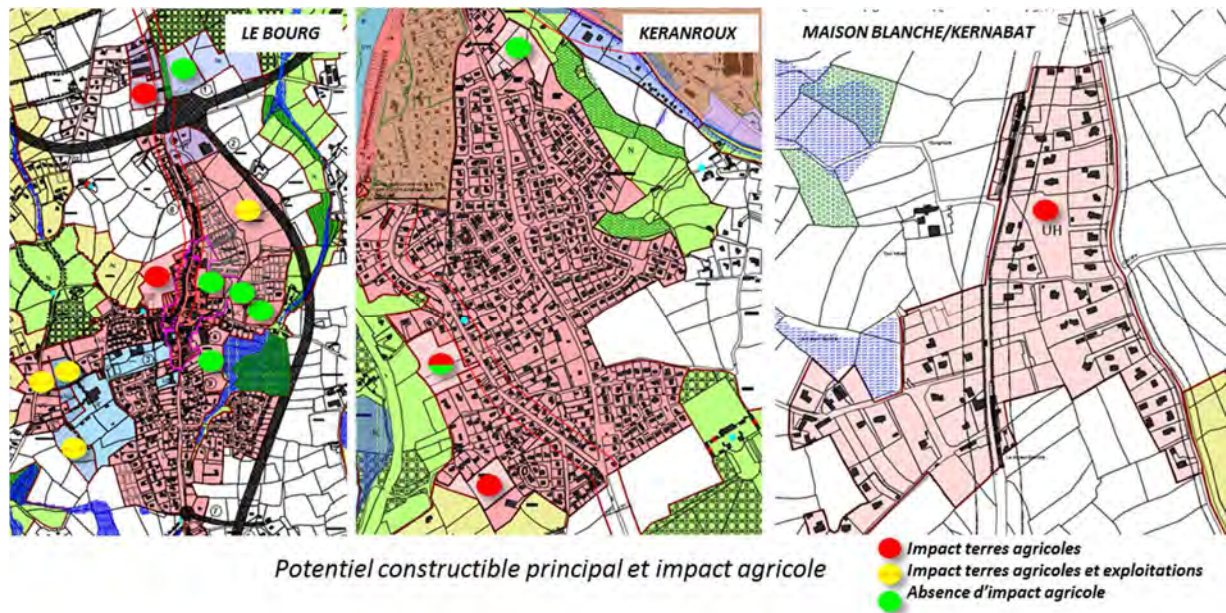 LE BOURG
KERANROUX
MAISON BLANCHE/KERNABAT
N
UH
Potentiel constructible principal et impact agricole
Impact terres agricoles
Impact terres agricoles et exploitations
Absence d'impact agricole